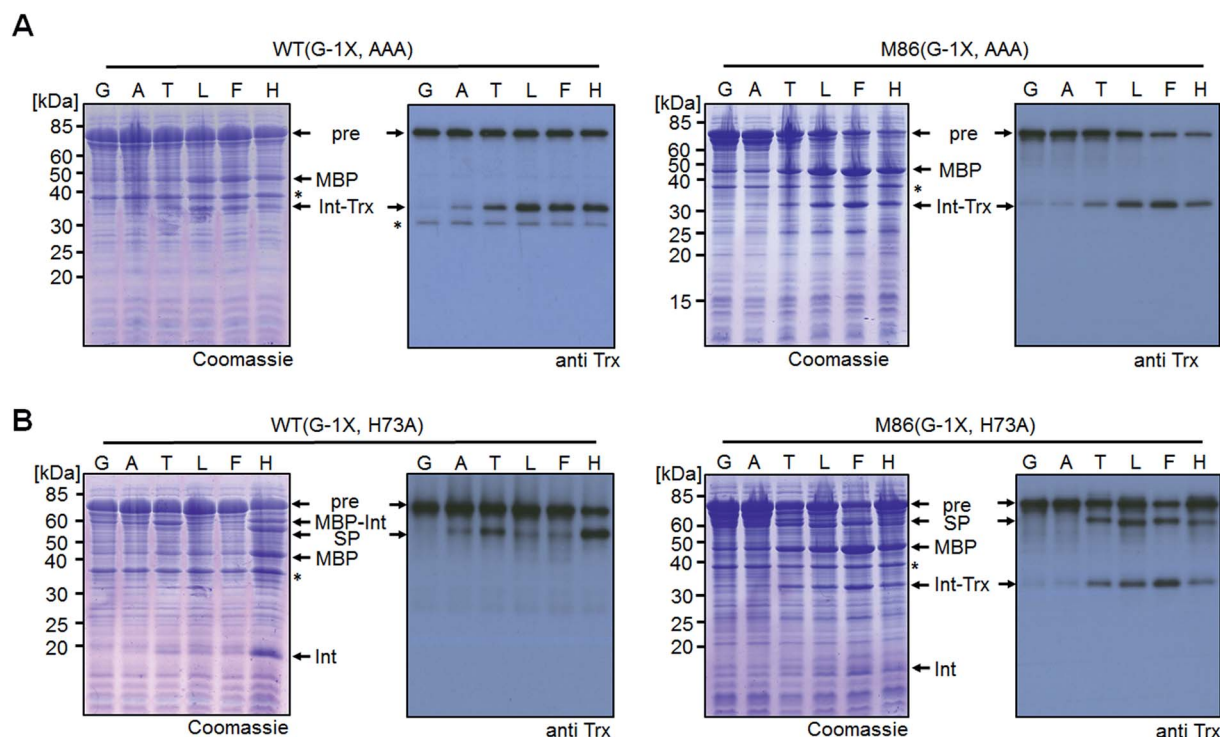 A
WT(G-1X, AAA)
G A T L F H G A T L F H
[kDa]
85
60
50
40
30
20
pre
MBP
*
Int-Trx
*
Coomassie
anti Trx
M86(G-1X, AAA)
G A T L F H G A T L F H
[kDa]
85
60
50
40
30
25
20
15
pre
MBP
*
Int-Trx
Coomassie
anti Trx
B
WT(G-1X, H73A)
G A T L F H G A T L F H
[kDa]
85
60
50
40
30
20
pre
MBP-Int
SP
MBP
*
Int
Coomassie
anti Trx
M86(G-1X, H73A)
G A T L F H G A T L F H
[kDa]
85
60
50
40
30
20
pre
SP
MBP
*
Int-Trx
Int
Coomassie
anti Trx